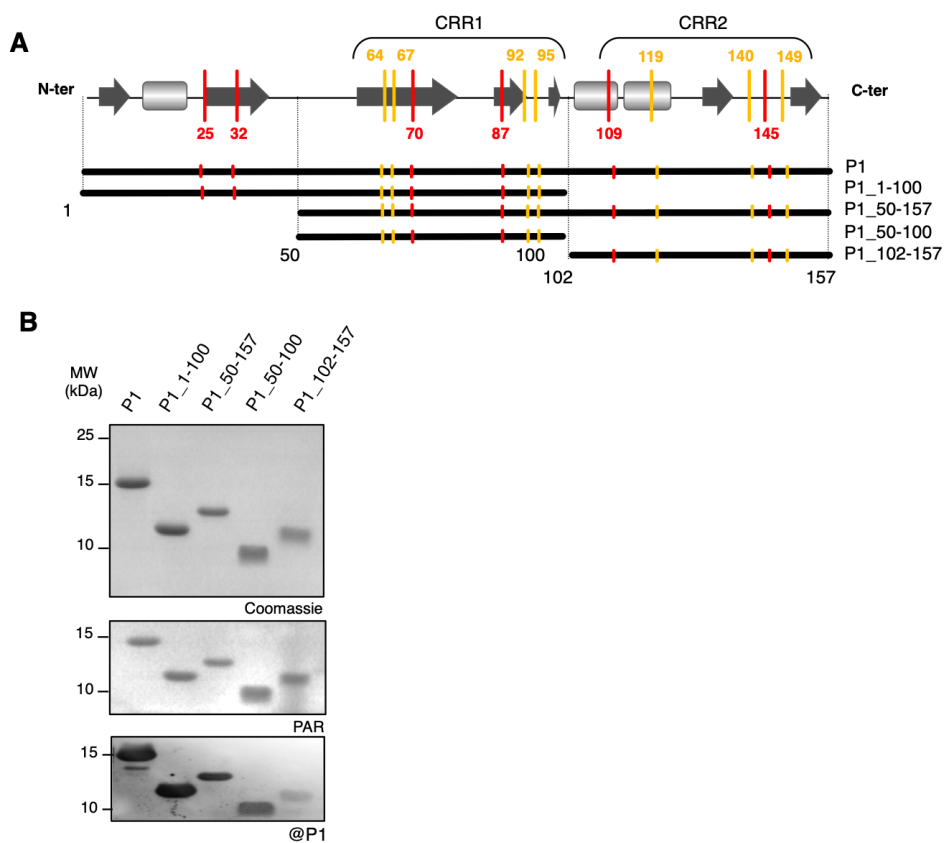 A
CRR1
CRR2
64
67
92
95
119
140
149
N-ter
C-ter
25
32
70
87
109
145
P1
P1_1-100
1
P1_50-157
P1_50-100
50
100
P1_102-157
102
157
B
MW
(kDa)
P1
P1_1-100
P1_50-157
P1_50-100
P1_102-157
25
15
10
Coomassie
15
10
PAR
15
10
@P1